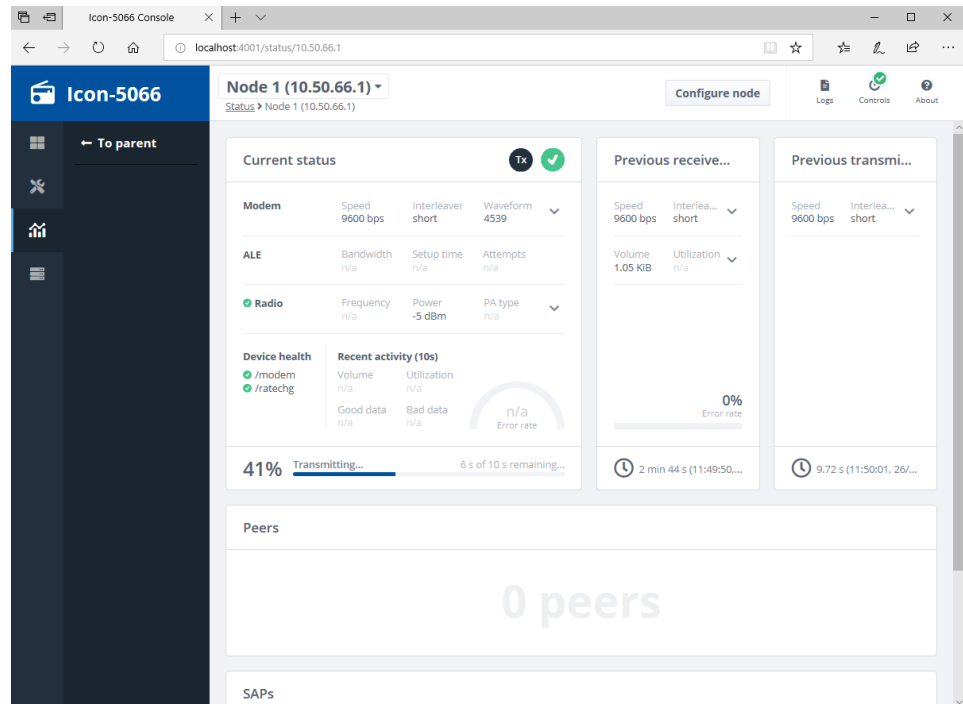 Icon-5066 Console
localhost:4001/status/10.50.66.1
Icon-5066
Node 1 (10.50.66.1)
Status > Node 1 (10.50.66.1)
Configure node
Logs
Controls
About
← To parent
Current status
Tx
Modem
Speed
9600 bps
Interleaver
short
Waveform
4539
ALE
Bandwidth
n/a
Setup time
n/a
Attempts
n/a
Radio
Frequency
n/a
Power
-5 dBm
PA type
n/a
Device health
/modem
/ratechg
Recent activity (10s)
Volume
n/a
Utilization
n/a
Good data
n/a
Bad data
n/a
n/a
Error rate
41%
Transmitting...
6 s of 10 s remaining...
Previous receive...
Speed
9600 bps
Interlea...
short
Volume
1.05 KiB
Utilization
n/a
0%
Error rate
2 min 44 s (11:49:50,...
Previous transmi...
Speed
9600 bps
Interlea...
short
9.72 s (11:50:01, 26/...
Peers
0 peers
SAPs